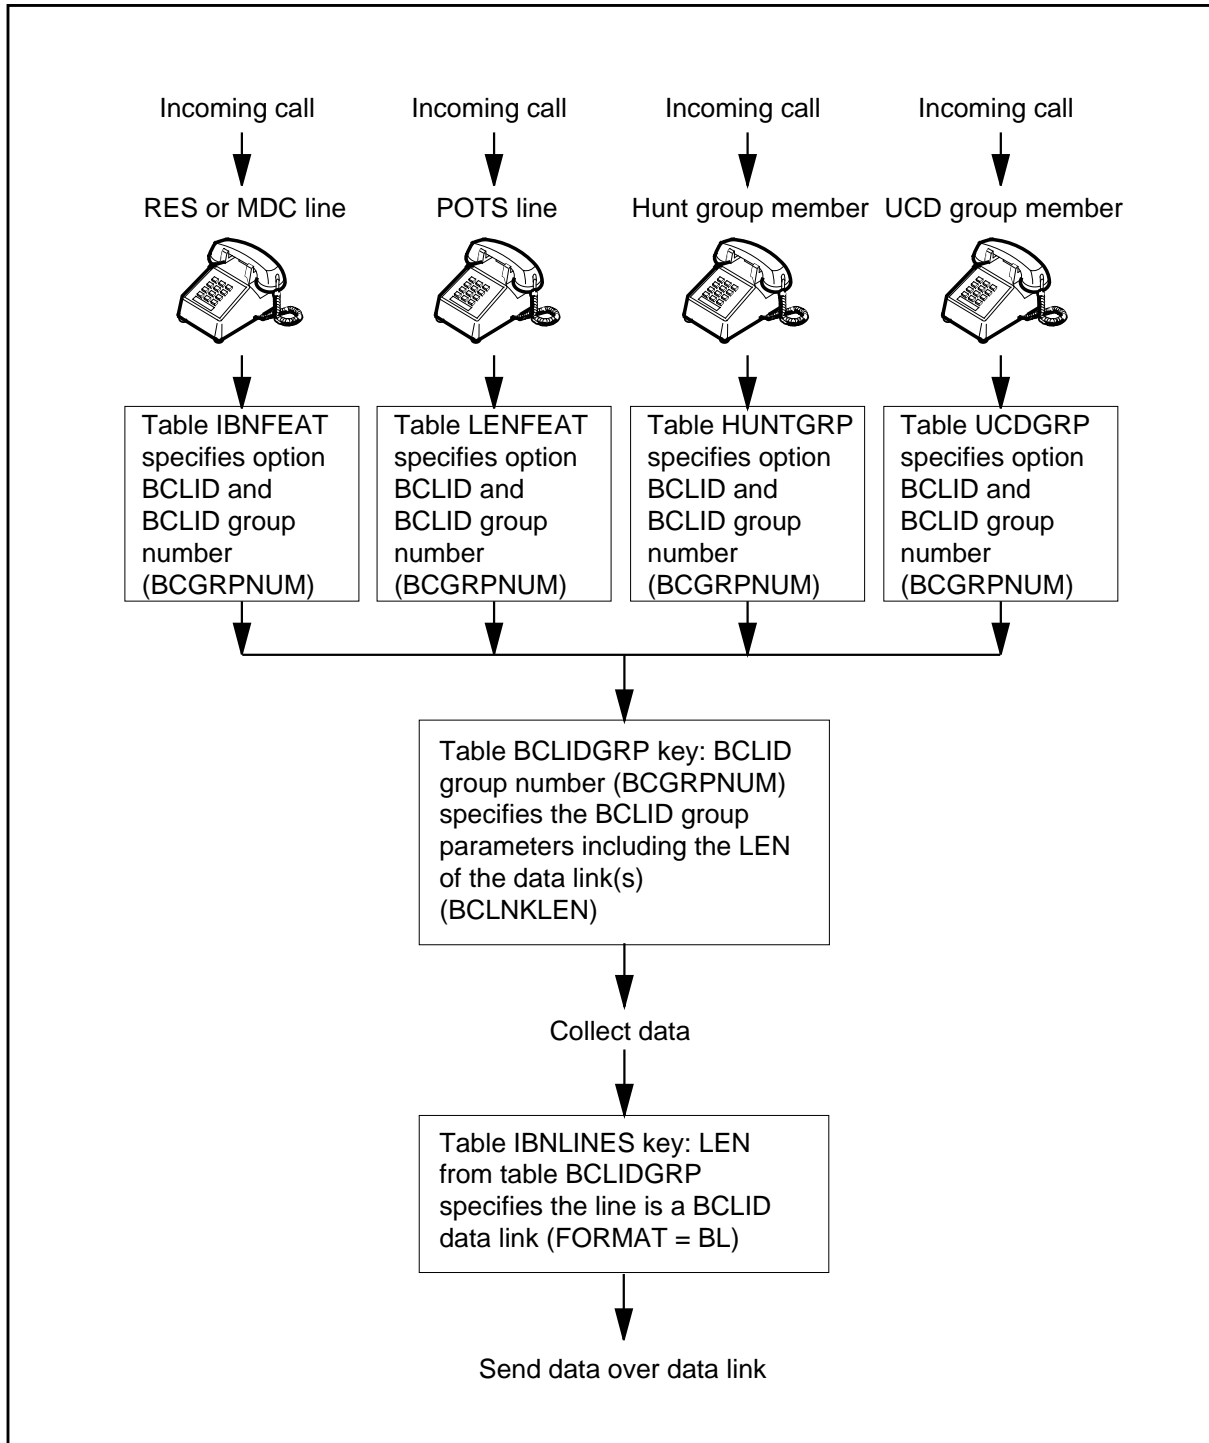 Incoming call
Incoming call
Incoming call
Incoming call
RES or MDC line
POTS line
Hunt group member
UCD group member
Table IBNFEAT
specifies option
BCLID and
BCLID group
number
(BCGRPNUM)
Table LENFEAT
specifies option
BCLID and
BCLID group
number
(BCGRPNUM)
Table HUNTGRP
specifies option
BCLID and
BCLID group
number
(BCGRPNUM)
Table UCDGRP
specifies option
BCLID and
BCLID group
number
(BCGRPNUM)
Table BCLIDGRP key: BCLID
group number (BCGRPNUM)
specifies the BCLID group
parameters including the LEN
of the data link(s)
(BCLNKLEN)
Collect data
Table IBNLINES key: LEN
from table BCLIDGRP
specifies the line is a BCLID
data link (FORMAT = BL)
Send data over data link